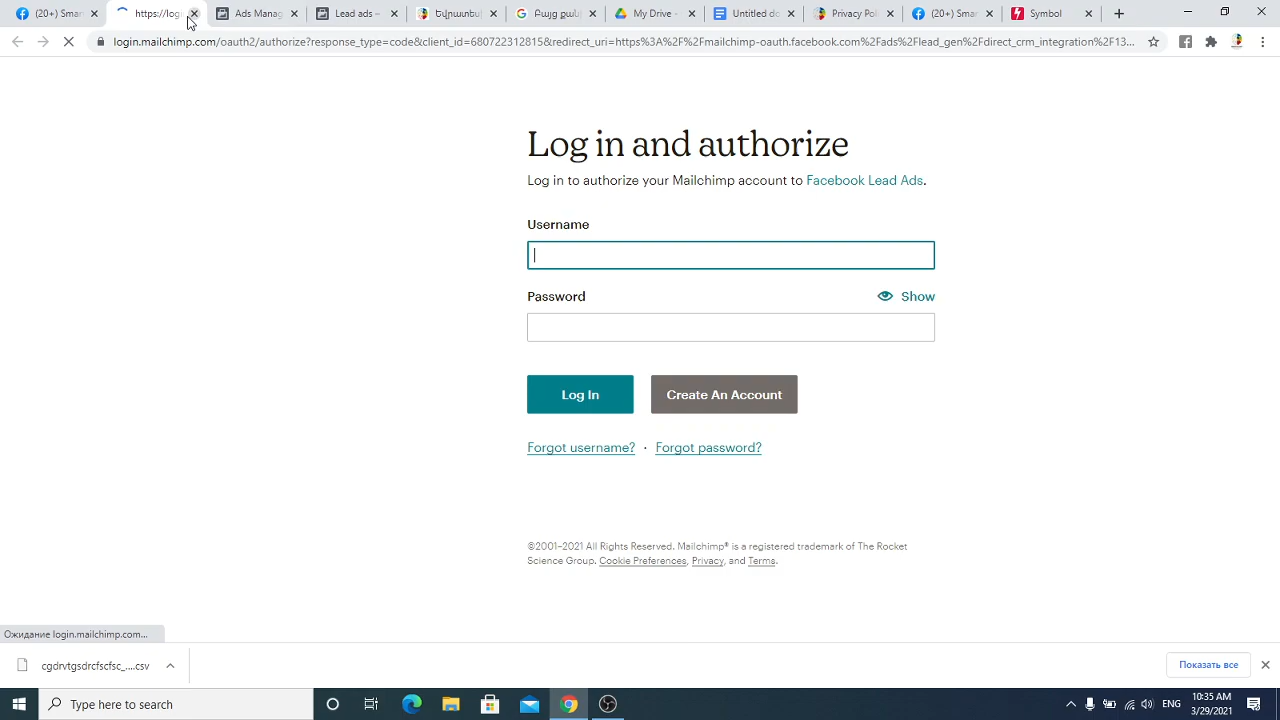 (20+) Smar
https://log
Ads Manag
Lead ads –
My Drive -
Untitled do
Privacy Pol
(20+) Smar
Symbol
login.mailchimp.com/oauth2/authorize?response_type=code&client_id=680722312815&redirect_uri=https%3A%2F%2Fmailchimp-oauth.facebook.com%2Fads%2Flead_gen%2Fdirect_crm_integration%2F13...
Log in and authorize
Log in to authorize your Mailchimp account to Facebook Lead Ads.
Username
Password
Show
Log In
Create An Account
Forgot username? · Forgot password?
©2001–2021 All Rights Reserved. Mailchimp® is a registered trademark of The Rocket
Science Group. Cookie Preferences, Privacy, and Terms.
Ожидание login.mailchimp.com...
cgdrvtgsdrcfscfsc_....csv
Показать все
Type here to search
ENG
10:35 AM
3/29/2021